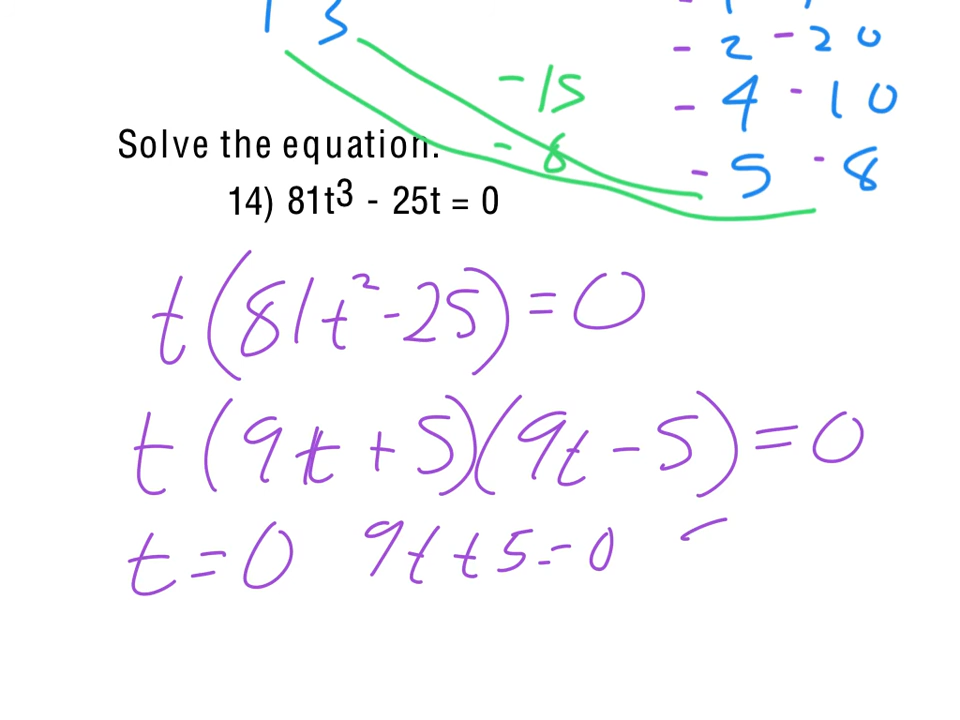 1 3
- 2 - 20
- 15
- 4 - 10
Solve the equation.
- 8
- 5 - 8
14) 81t³ - 25t = 0
t(81t²-25)=0
t(9t+5)(9t-5)=0
t=0 9t+5=0